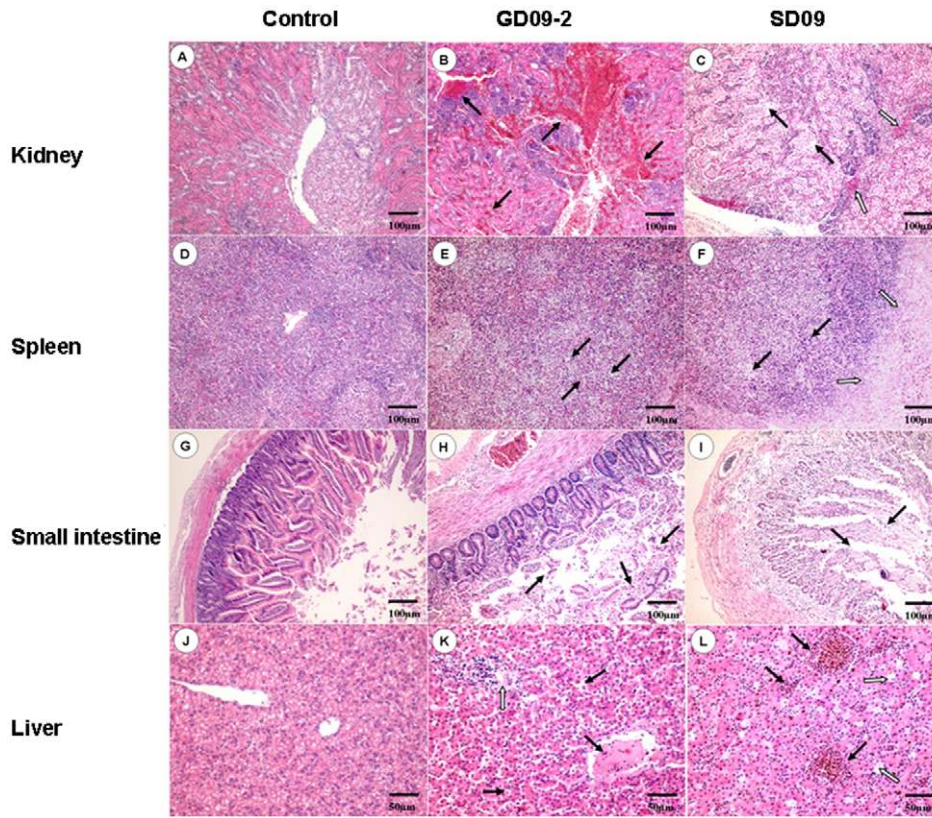 Control GD09-2 SD09
Kidney
A 100µm
B 100µm
C 100µm
Spleen
D 100µm
E 100µm
F 100µm
Small intestine
G 100µm
H 100µm
I 100µm
Liver
J 50µm
K 50µm
L 50µm